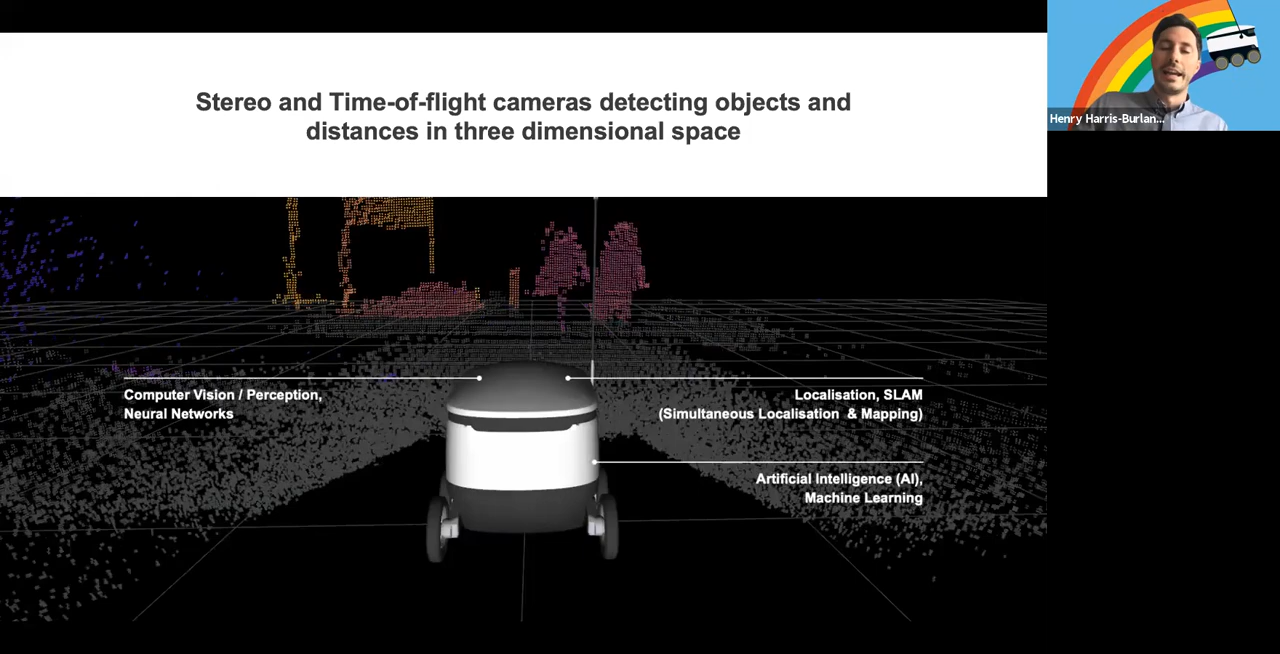 Stereo and Time-of-flight cameras detecting objects and
distances in three dimensional space
Henry Harris-Burlan...
Computer Vision / Perception,
Neural Networks
Localisation, SLAM
(Simultaneous Localisation & Mapping)
Artificial Intelligence (AI),
Machine Learning